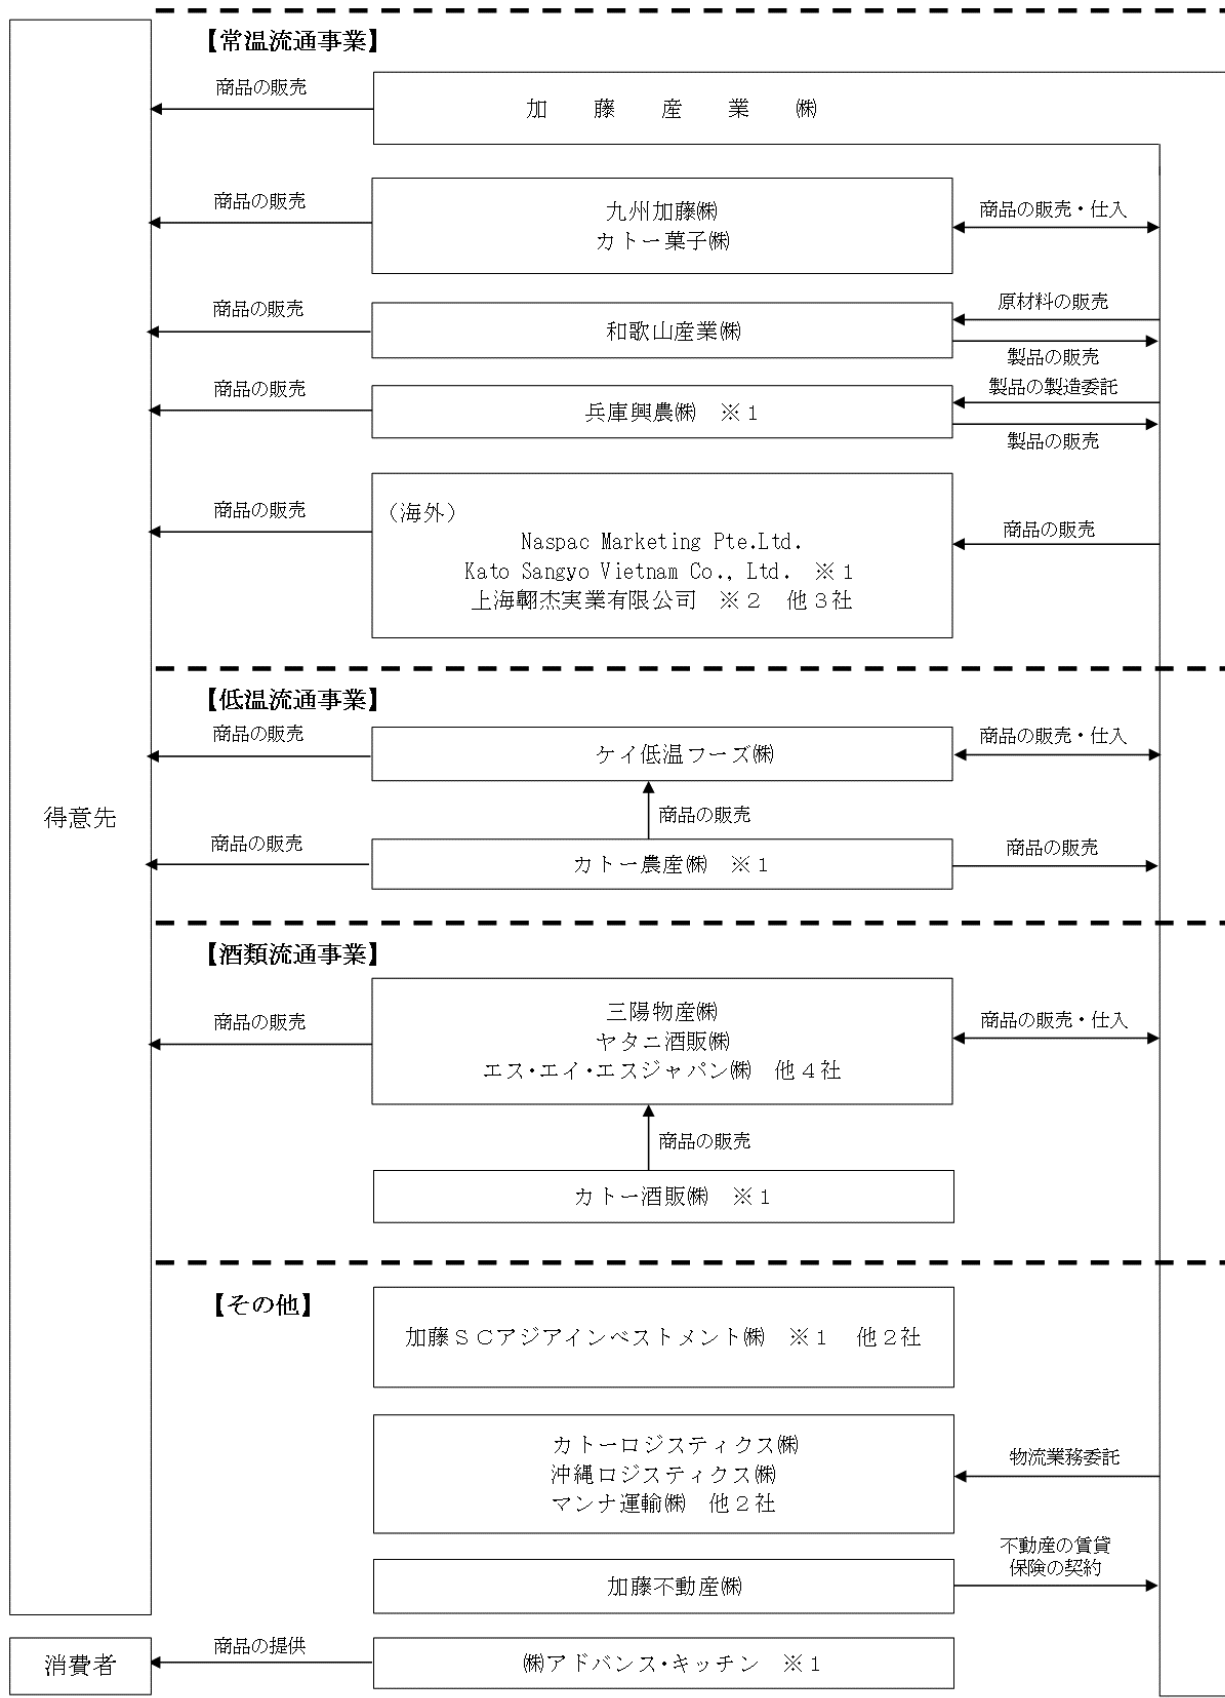 【常温流通事業】
商品の販売
加　藤　産　業　㈱
商品の販売
九州加藤㈱
カトー菓子㈱
商品の販売・仕入
商品の販売
和歌山産業㈱
原材料の販売
製品の販売
商品の販売
兵庫興農㈱　※１
製品の製造委託
製品の販売
商品の販売
（海外）
Naspac Marketing Pte.Ltd.
Kato Sangyo Vietnam Co., Ltd.　※１
上海翺杰実業有限公司　※２　他３社
商品の販売
【低温流通事業】
商品の販売
ケイ低温フーズ㈱
商品の販売・仕入
得意先
商品の販売
商品の販売
カトー農産㈱　※１
商品の販売
【酒類流通事業】
商品の販売
三陽物産㈱
ヤタニ酒販㈱
エス・エイ・エスジャパン㈱　他４社
商品の販売・仕入
商品の販売
カトー酒販㈱　※１
【その他】
加藤ＳＣアジアインベストメント㈱　※１　他２社
カトーロジスティクス㈱
沖縄ロジスティクス㈱
マンナ運輸㈱　他２社
物流業務委託
加藤不動産㈱
不動産の賃貸
保険の契約
消費者
商品の提供
㈱アドバンス・キッチン　※１